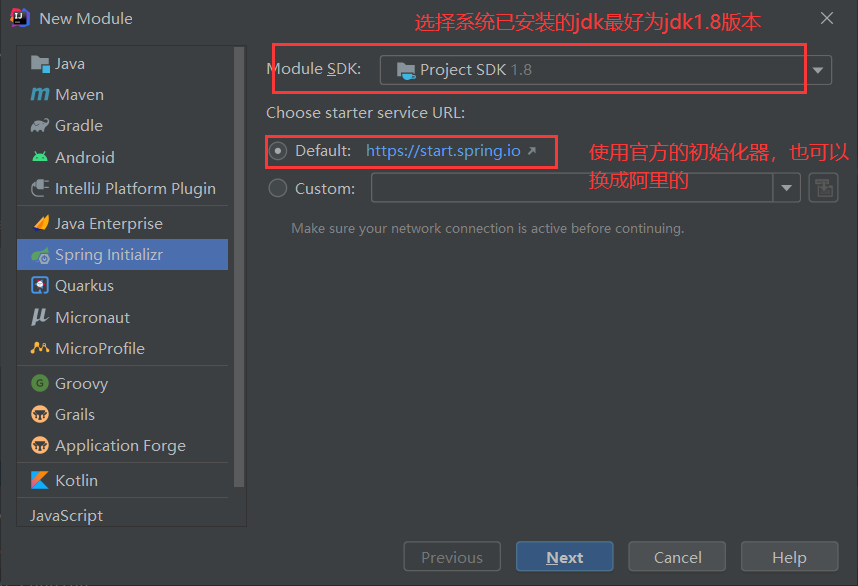 New Module
选择系统已安装的jdk最好为jdk1.8版本
Java
Maven
Gradle
Android
IntelliJ Platform Plugin
Java Enterprise
Spring Initializr
Quarkus
Micronaut
MicroProfile
Groovy
Grails
Application Forge
Kotlin
JavaScript
Module SDK: Project SDK 1.8
Choose starter service URL:
Default: https://start.spring.io
使用官方的初始化器，也可以
换成阿里的
Custom:
Make sure your network connection is active before continuing.
Previous
Next
Cancel
Help